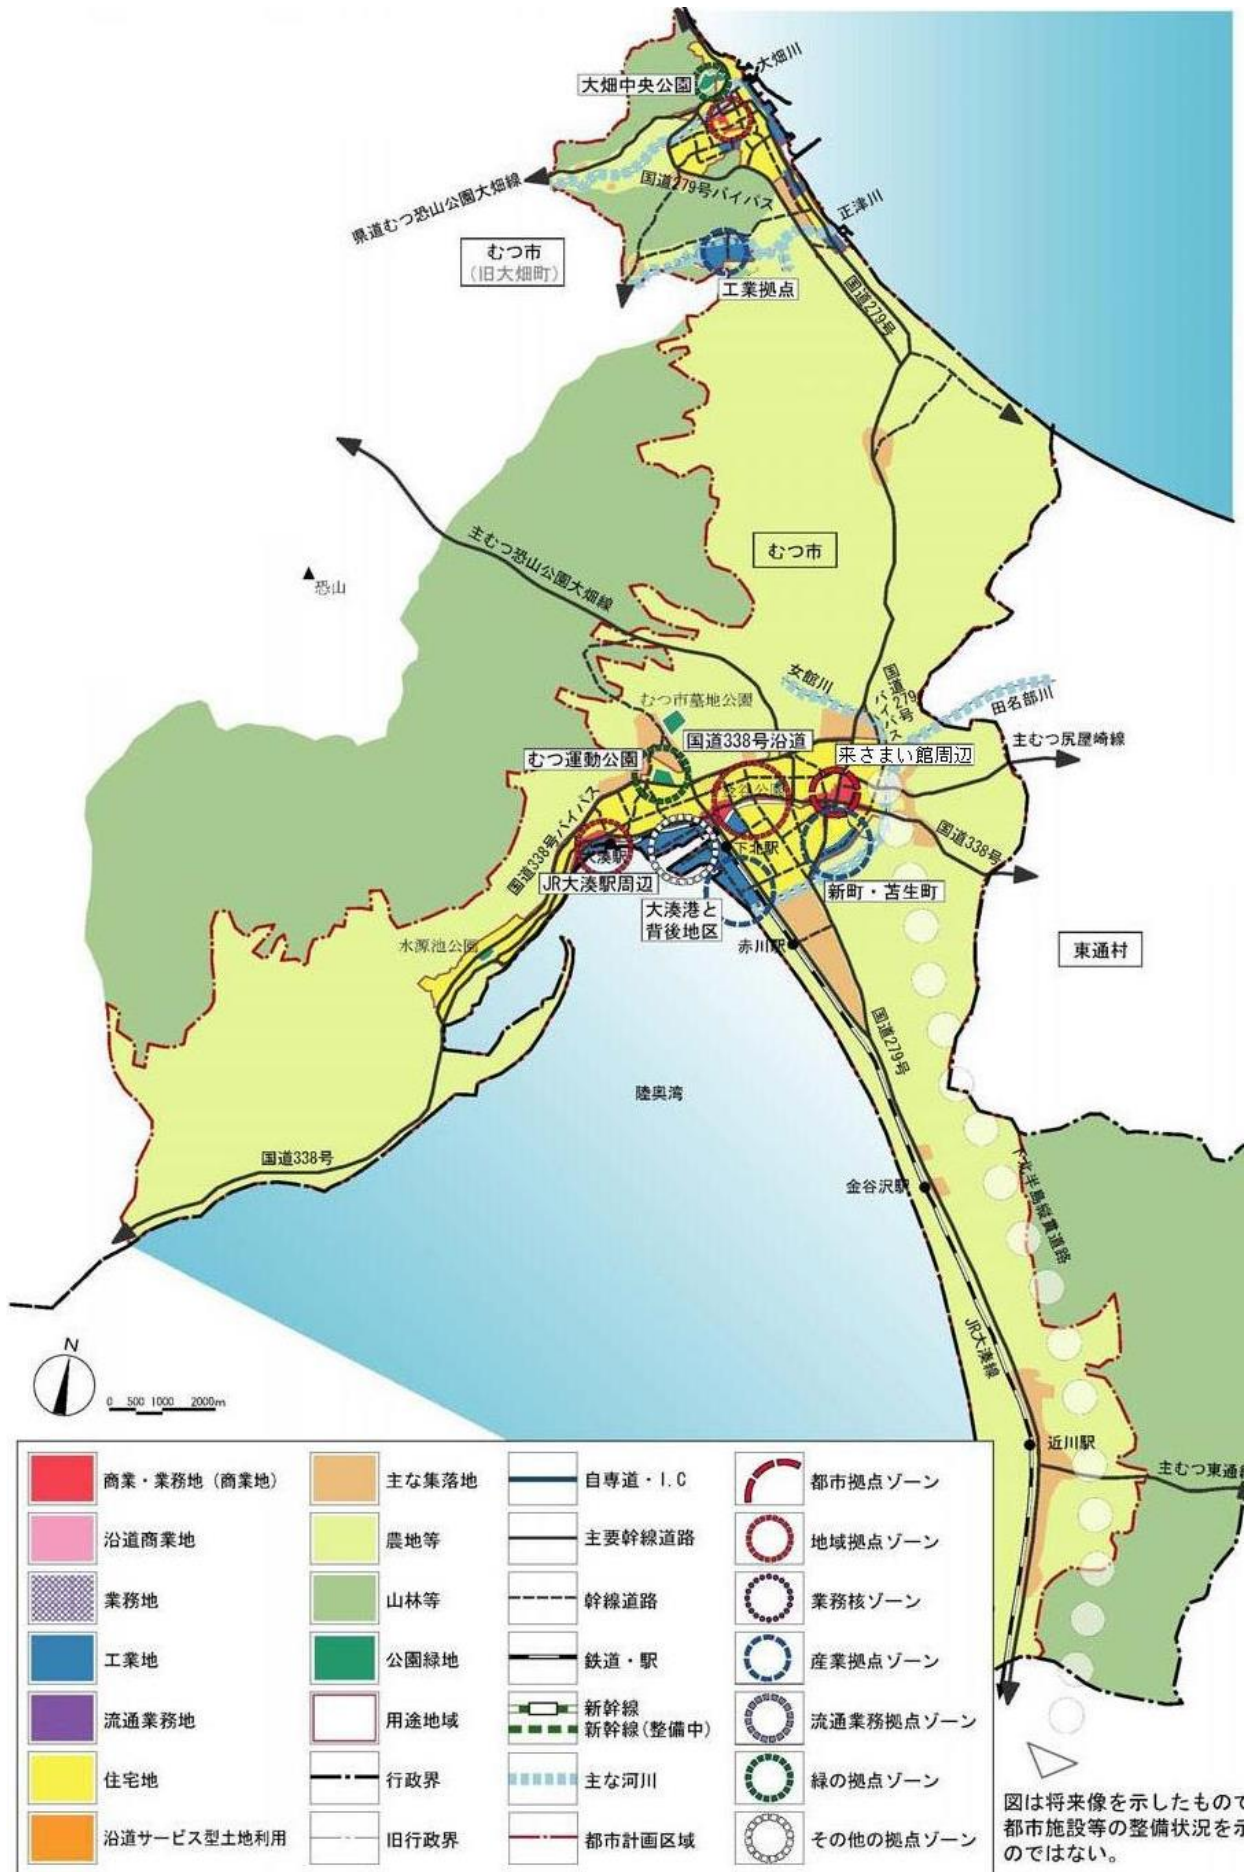 大畑川
大畑中央公園
国道279号バイパス
県道むつ恐山公園大畑線
正津川
むつ市
(旧大畑町)
工業拠点
国道279号
主むつ恐山公園大畑線
むつ市
恐山
女館川
国道279号
バイパス
田名部川
むつ市墓地公園
国道338号沿道
主むつ尻屋崎線
むつ運動公園
来さまい館周辺
国道338号バイパス
大湊駅
下北駅
国道338号
JR大湊駅周辺
新町・苫生町
大湊港と
背後地区
水源池公園
赤川駅
東通村
国道279号
陸奥湾
国道338号
金谷沢駅
下北半島縦貫道路
JR大湊線
N
0 500 1000 2000m
近川駅
主むつ東通線
商業・業務地(商業地)
沿道商業地
業務地
工業地
流通業務地
住宅地
沿道サービス型土地利用
主な集落地
農地等
山林等
公園緑地
用途地域
行政界
旧行政界
自専道・I.C
主要幹線道路
幹線道路
鉄道・駅
新幹線
新幹線(整備中)
主な河川
都市計画区域
都市拠点ゾーン
地域拠点ゾーン
業務核ゾーン
産業拠点ゾーン
流通業務拠点ゾーン
緑の拠点ゾーン
その他の拠点ゾーン
図は将来像を示したもので
都市施設等の整備状況を示
のではない。